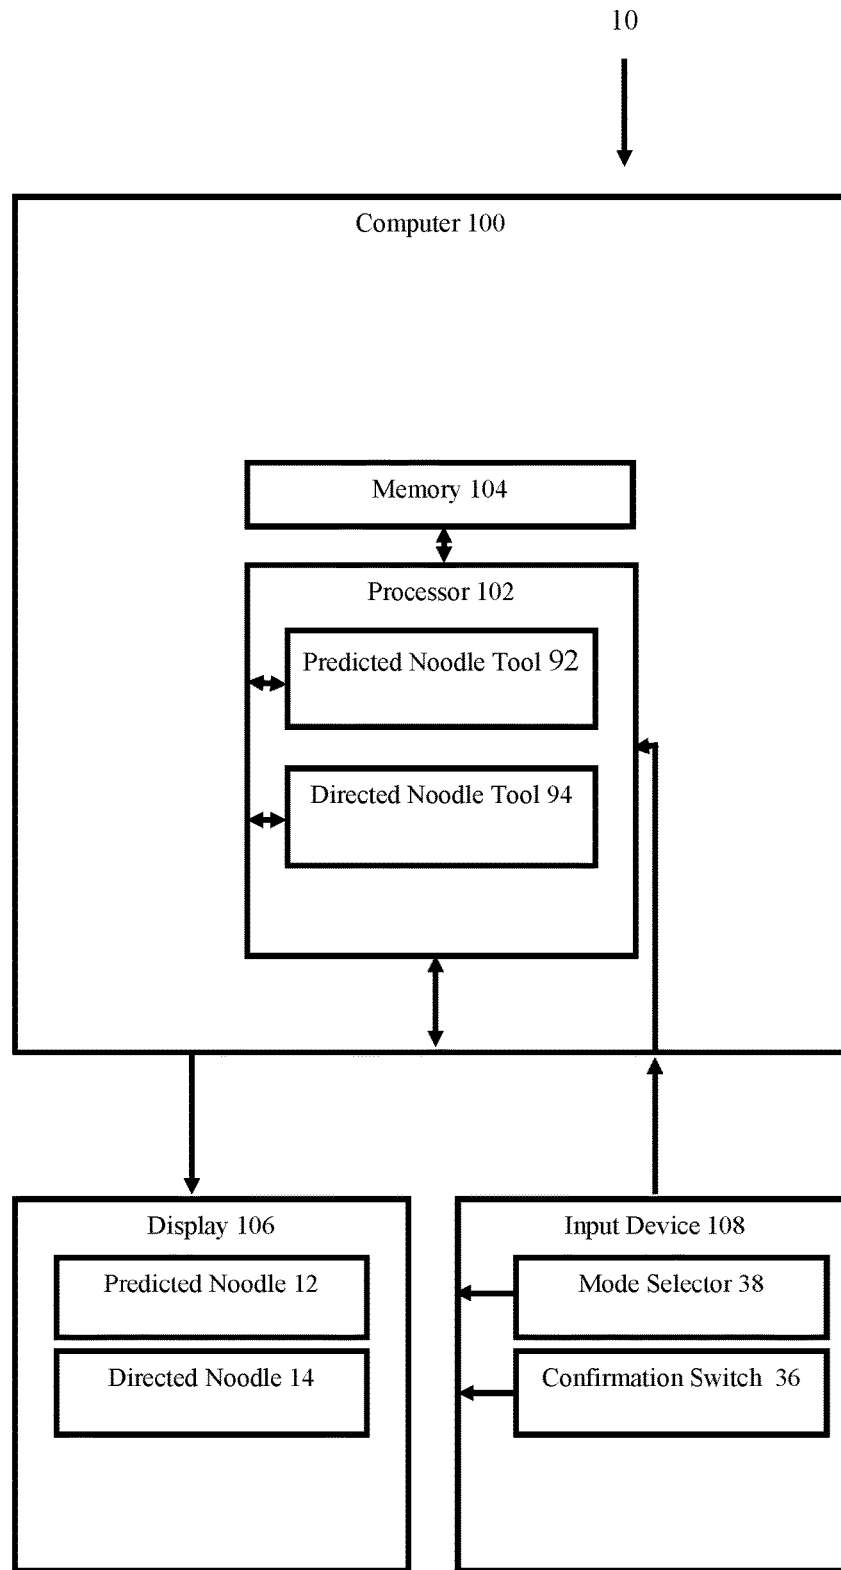 10
Computer 100
Memory 104
Processor 102
Predicted Noodle Tool 92
Directed Noodle Tool 94
Display 106
Predicted Noodle 12
Directed Noodle 14
Input Device 108
Mode Selector 38
Confirmation Switch 36